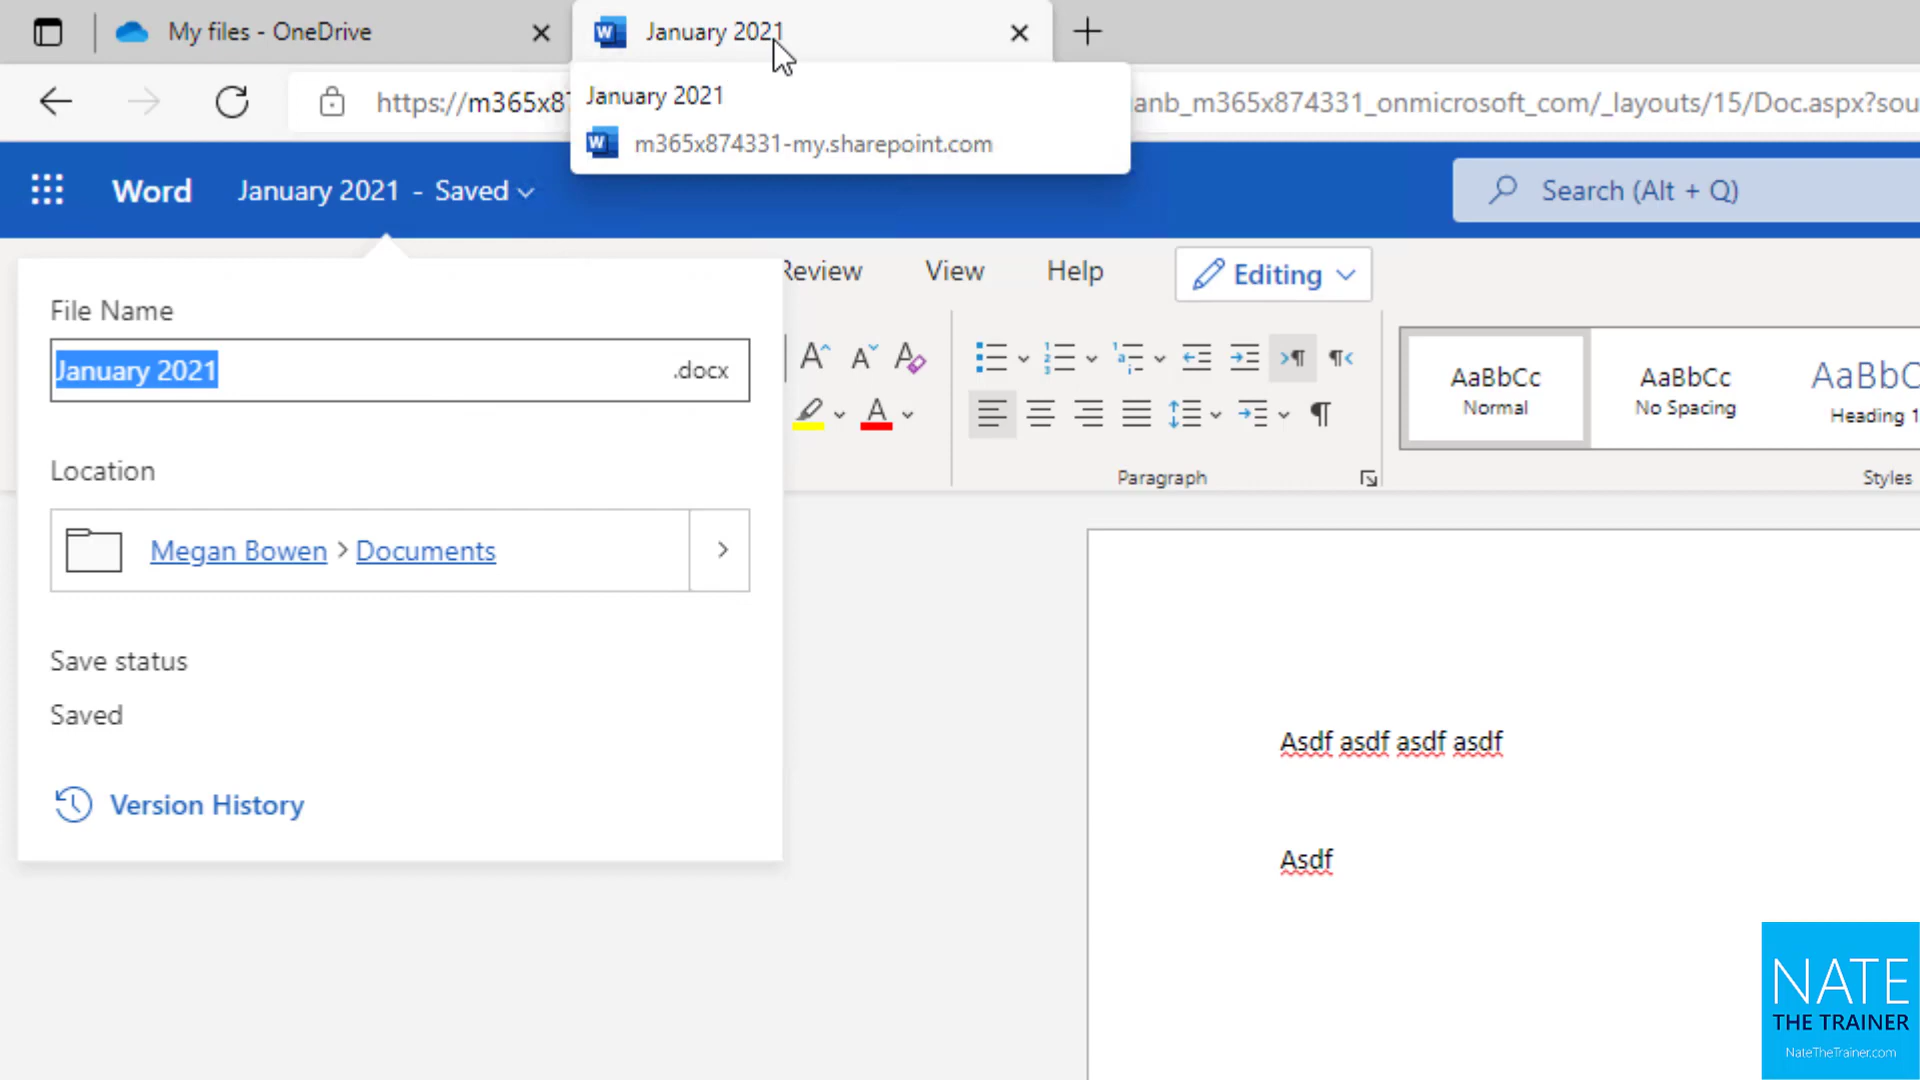 My files - OneDrive
January 2021
January 2021
m365x874331-my.sharepoint.com
https://m365x87
anb_m365x874331_onmicrosoft_com/_layouts/15/Doc.aspx?sou
Word
January 2021 - Saved
Search (Alt + Q)
Review
View
Help
Editing
File Name
January 2021
.docx
Location
Megan Bowen > Documents
Save status
Saved
Version History
Paragraph
AaBbCc
Normal
AaBbCc
No Spacing
AaBbC
Heading 1
Styles
Asdf asdf asdf asdf
Asdf
NATE
THE TRAINER
NateTheTrainer.com